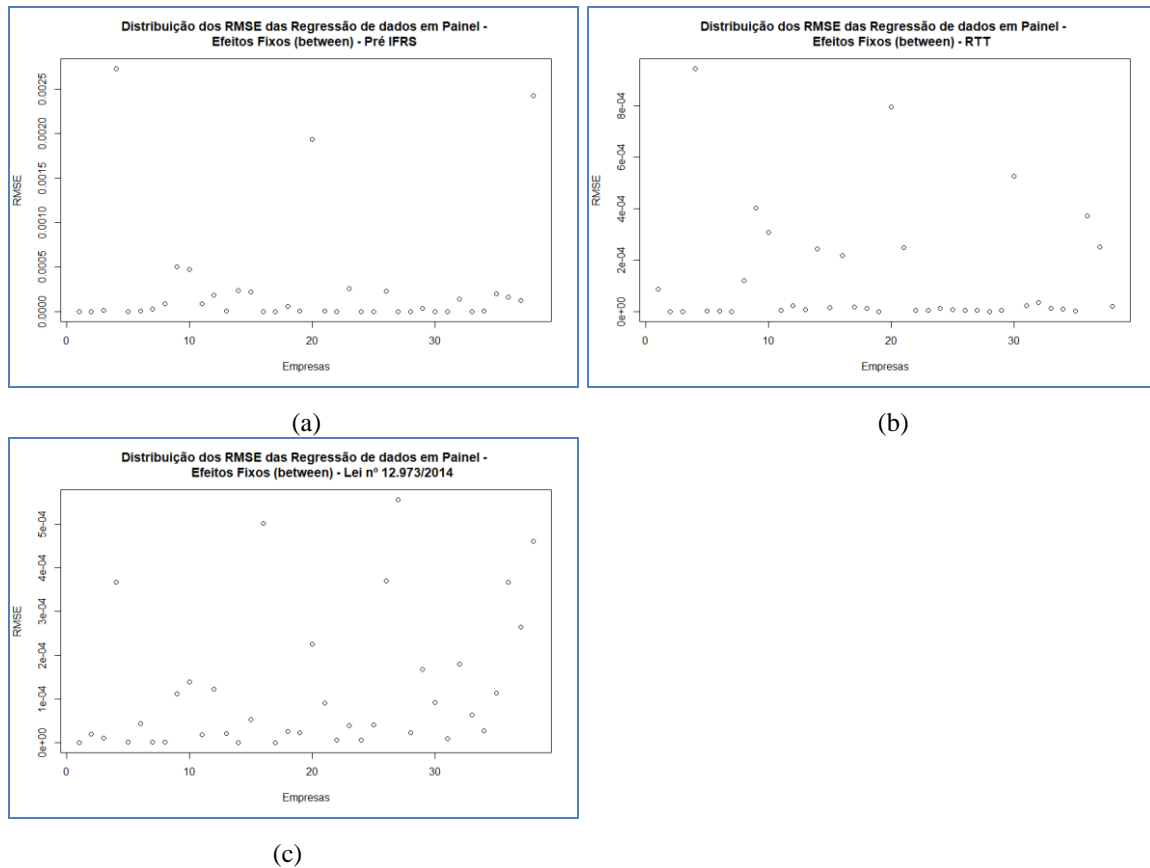 Distribuição dos RMSE das Regressão de dados em Painel -
Efeitos Fixos (between) - Pré IFRS
RMSE
0.0025
0.0020
0.0015
0.0010
0.0005
0.0000
0
10
20
30
Empresas
(a)
Distribuição dos RMSE das Regressão de dados em Painel -
Efeitos Fixos (between) - RTT
RMSE
8e-04
6e-04
4e-04
2e-04
0e+00
0
10
20
30
Empresas
(b)
Distribuição dos RMSE das Regressão de dados em Painel -
Efeitos Fixos (between) - Lei nº 12.973/2014
RMSE
5e-04
4e-04
3e-04
2e-04
1e-04
0e+00
0
10
20
30
Empresas
(c)